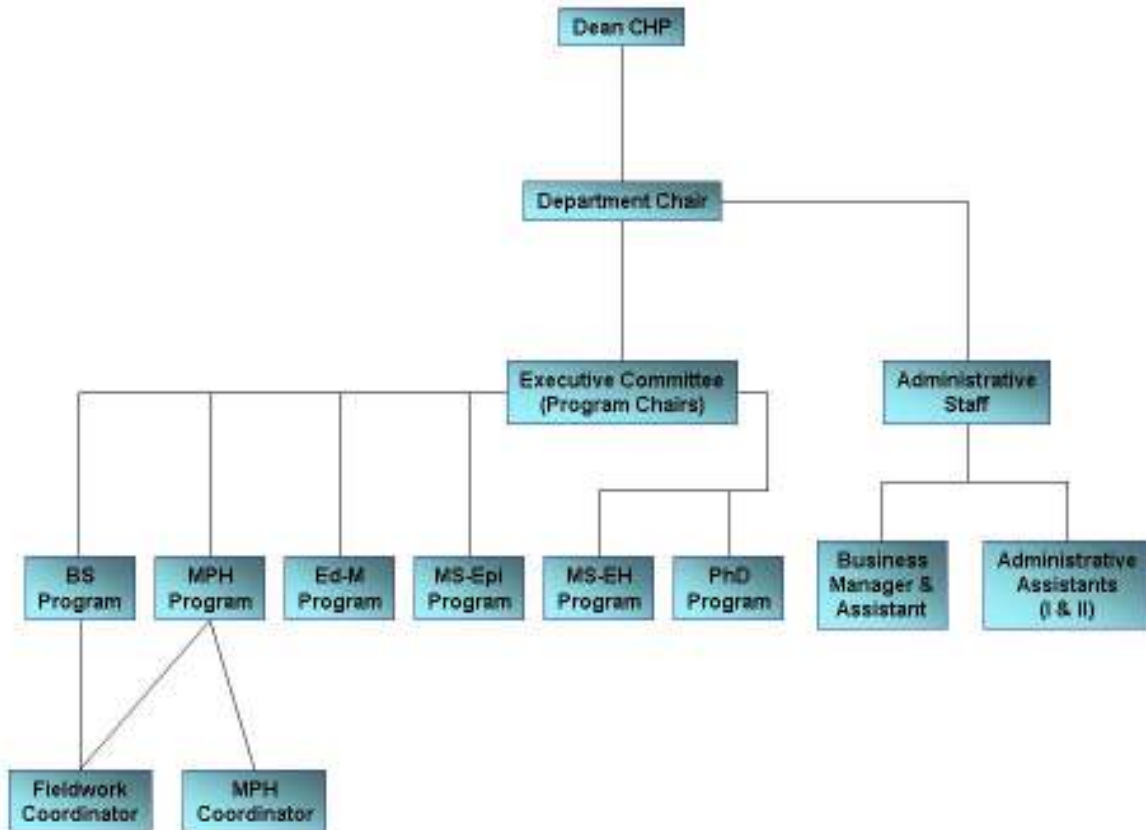 Dean CHP
Department Chair
Executive Committee
(Program Chairs)
Administrative
Staff
BS
Program
MPH
Program
Ed-M
Program
MS-Epi
Program
MS-EH
Program
PhD
Program
Business
Manager &
Assistant
Administrative
Assistants
(I & II)
Fieldwork
Coordinator
MPH
Coordinator